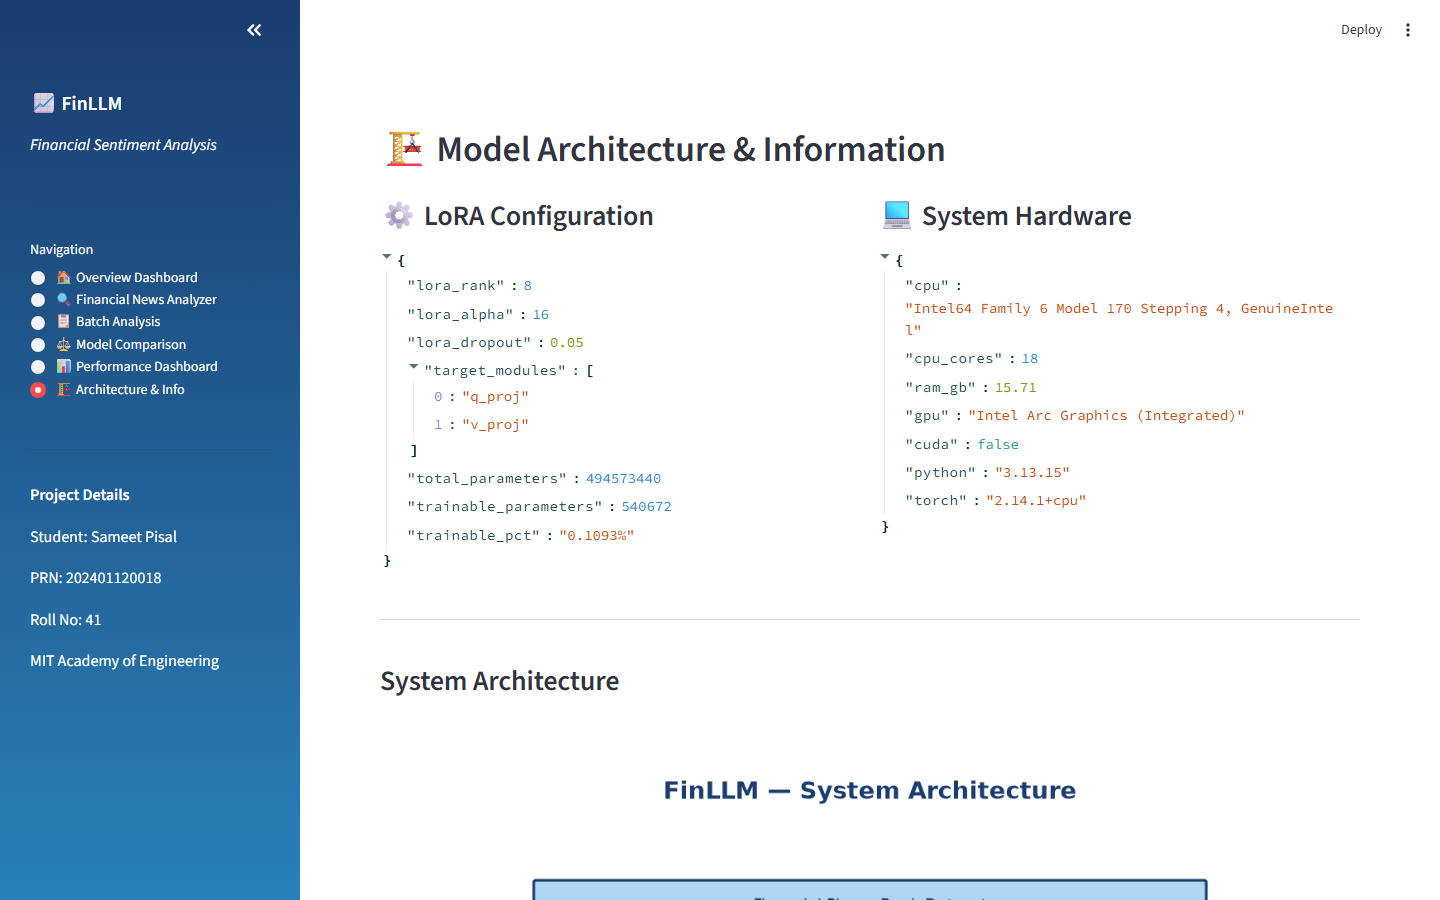 FinLLM
Financial Sentiment Analysis
Navigation
Overview Dashboard
Financial News Analyzer
Batch Analysis
Model Comparison
Performance Dashboard
Architecture & Info
Project Details
Student: Sameet Pisal
PRN: 202401120018
Roll No: 41
MIT Academy of Engineering
Deploy
Model Architecture & Information
LoRA Configuration
{
"lora_rank" : 8
"lora_alpha" : 16
"lora_dropout" : 0.05
"target_modules" : [
0 : "q_proj"
1 : "v_proj"
]
"total_parameters" : 494573440
"trainable_parameters" : 540672
"trainable_pct" : "0.1093%"
}
System Hardware
{
"cpu" :
"Intel64 Family 6 Model 170 Stepping 4, GenuineInte
l"
"cpu_cores" : 18
"ram_gb" : 15.71
"gpu" : "Intel Arc Graphics (Integrated)"
"cuda" : false
"python" : "3.13.15"
"torch" : "2.14.1+cpu"
}
System Architecture
FinLLM — System Architecture